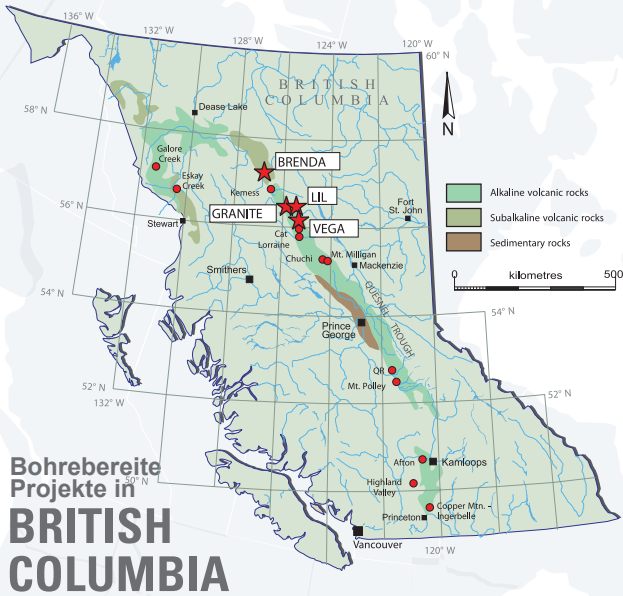 136° W
132° W
128° W
124° W
120° W
60° N
BRITISH
COLUMBIA
N
58° N
Dease Lake
Galore
Creek
Eskay
Creek
BRENDA
Kemess
LIL
GRANITE
VEGA
Fort
St. John
Alkaline volcanic rocks
Subalkaline volcanic rocks
Sedimentary rocks
56° N
Stewart
Cat
Lorraine
Chuchi
Mt. Milligan
Mackenzie
Smithers
0
kilometres
500
54° N
QUESNEL TROUGH
54° N
Prince
George
QR
Mt. Polley
52° N
132° W
52° N
Afton
Kamloops
Highland
Valley
Bohrebereite
Projekte in
50° N
BRITISH
COLUMBIA
Copper Mtn. -
Ingerbelle
Princeton
Vancouver
120° W